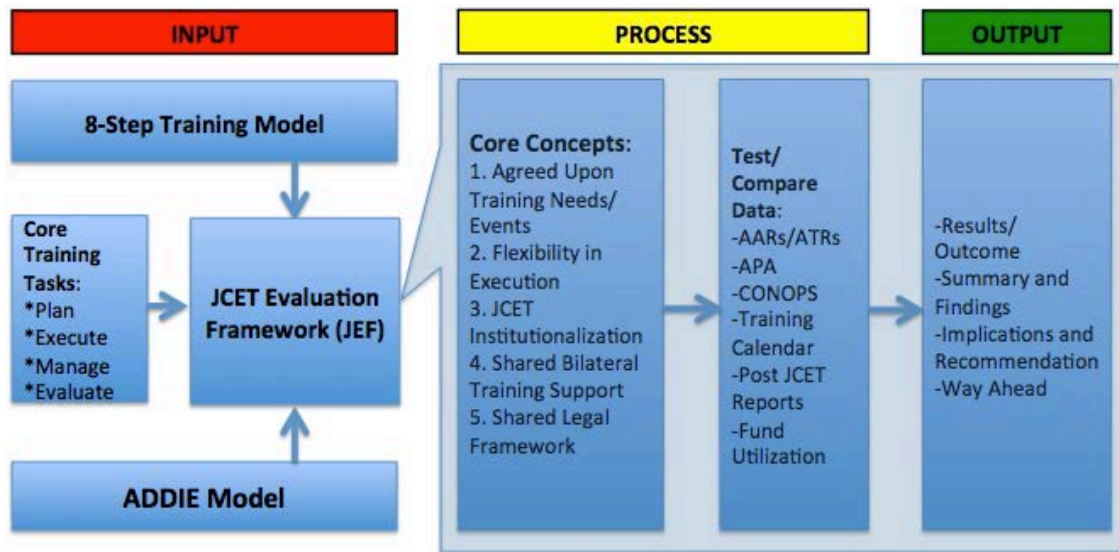 INPUT
PROCESS
OUTPUT
8-Step Training Model
Core
Training
Tasks:
*Plan
*Execute
*Manage
*Evaluate
JCET Evaluation
Framework (JEF)
ADDIE Model
Core Concepts:
1. Agreed Upon
Training Needs/
Events
2. Flexibility in
Execution
3. JCET
Institutionalization
4. Shared Bilateral
Training Support
5. Shared Legal
Framework
Test/
Compare
Data:
-AARs/ATRs
-APA
-CONOPS
-Training
Calendar
-Post JCET
Reports
-Fund
Utilization
-Results/
Outcome
-Summary and
Findings
-Implications and
Recommendation
-Way Ahead